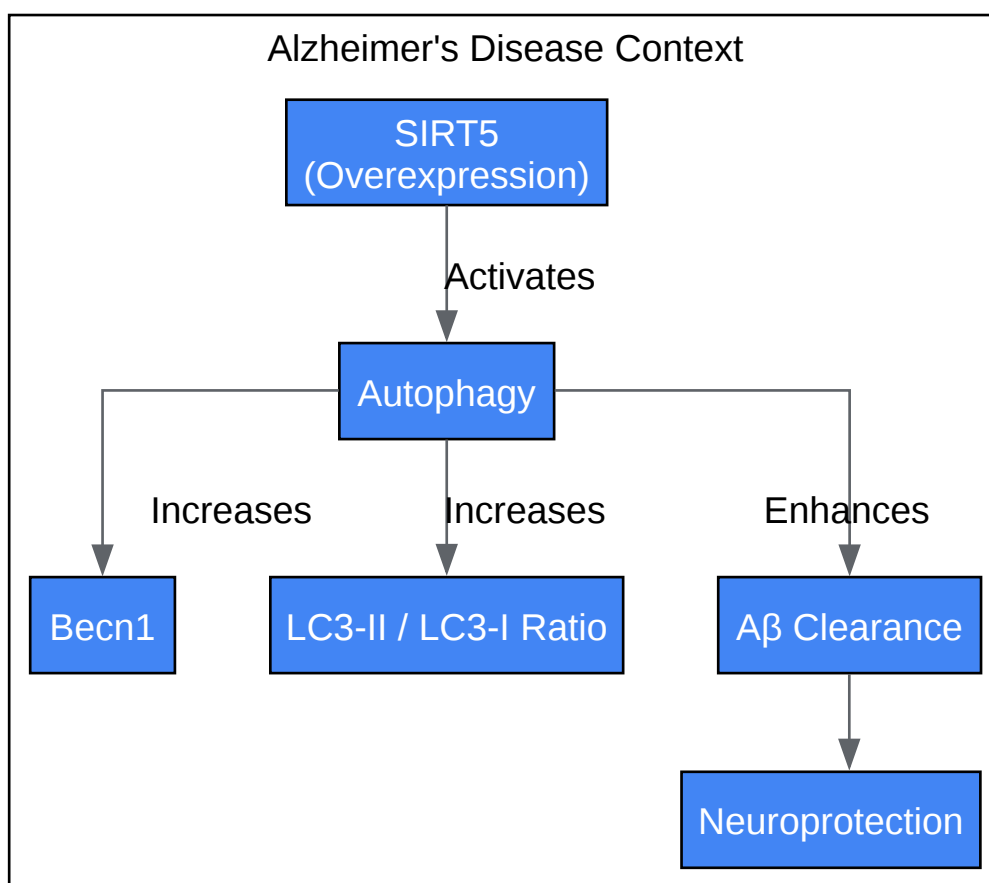 Alzheimer's Disease Context
SIRT5
(Overexpression)
Activates
Autophagy
Increases
Increases
Enhances
Becn1
LC3-II / LC3-I Ratio
Aβ Clearance
Neuroprotection